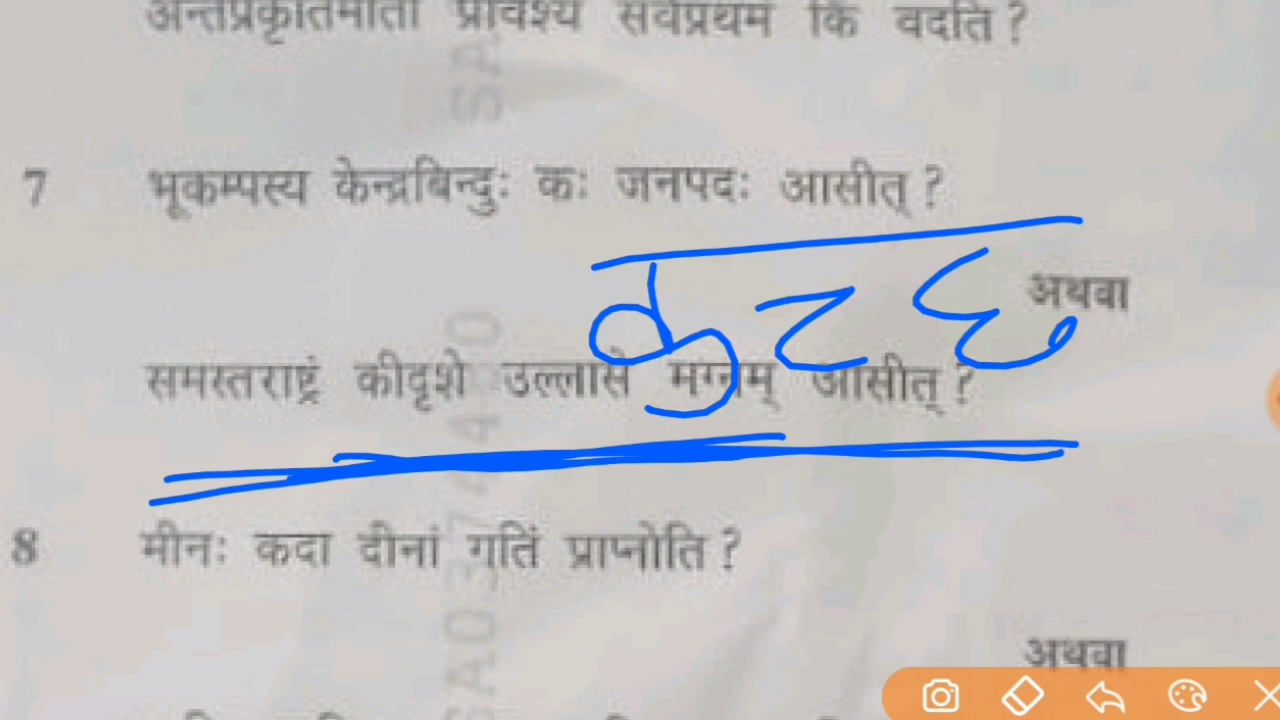 अन्तप्रकृतिमाता प्रविश्य सर्वप्रथमं किं वदति ?
7 भूकम्पस्य केन्द्रबिन्दुः कः जनपदः आसीत् ?
अथवा
समस्तराष्ट्रं कीदृशे उल्लासे मग्नम् आसीत् ?
8 मीनः कदा दीनां गतिं प्राप्नोति ?
अथवा